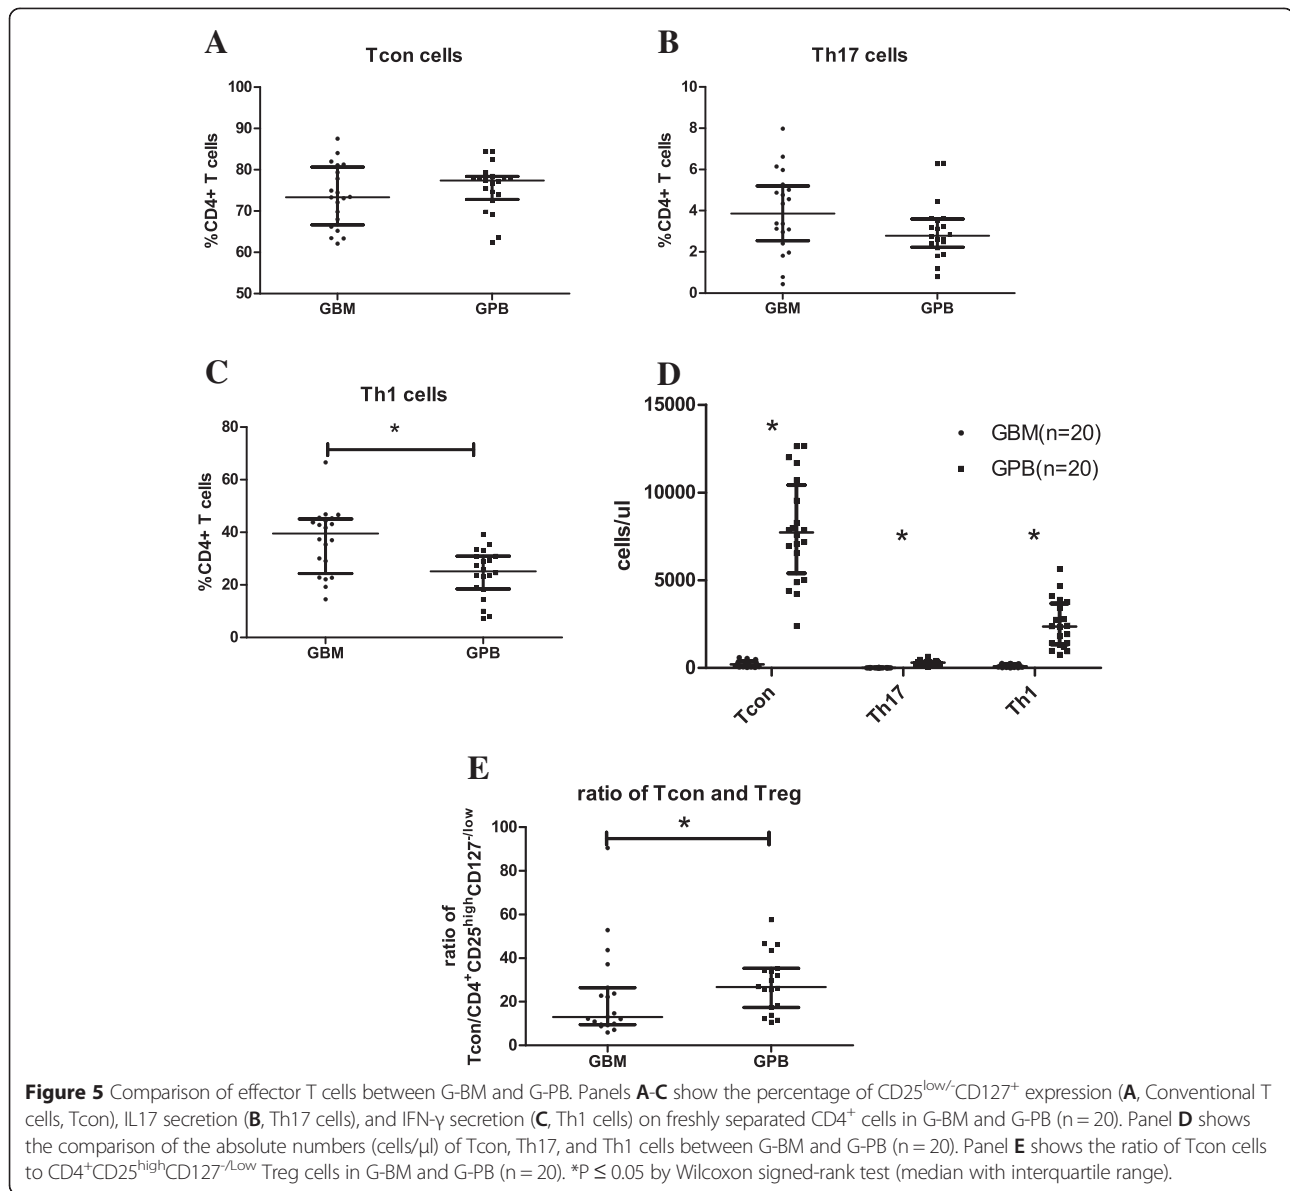 A
Tcon cells
%CD4+ T cells
100
90
80
70
60
50
GBM
GPB
B
Th17 cells
%CD4+ T cells
10
8
6
4
2
0
GBM
GPB
C
Th1 cells
%CD4+ T cells
80
60
40
20
0
*
GBM
GPB
D
cells/ul
15000
10000
5000
0
*
*
*
GBM(n=20)
GPB(n=20)
Tcon
Th17
Th1
E
ratio of Tcon and Treg
ratio of
Tcon/CD4⁺CD25ʰⁱᵍʰCD127⁻/ˡᵒʷ
100
80
60
40
20
0
*
GBM
GPB
Figure 5 Comparison of effector T cells between G-BM and G-PB. Panels A-C show the percentage of CD25ˡᵒʷ/⁻CD127⁺ expression (A, Conventional T
cells, Tcon), IL17 secretion (B, Th17 cells), and IFN-γ secretion (C, Th1 cells) on freshly separated CD4⁺ cells in G-BM and G-PB (n = 20). Panel D shows
the comparison of the absolute numbers (cells/μl) of Tcon, Th17, and Th1 cells between G-BM and G-PB (n = 20). Panel E shows the ratio of Tcon cells
to CD4⁺CD25ʰⁱᵍʰCD127⁻/ᴸᵒʷ Treg cells in G-BM and G-PB (n = 20). *P ≤ 0.05 by Wilcoxon signed-rank test (median with interquartile range).